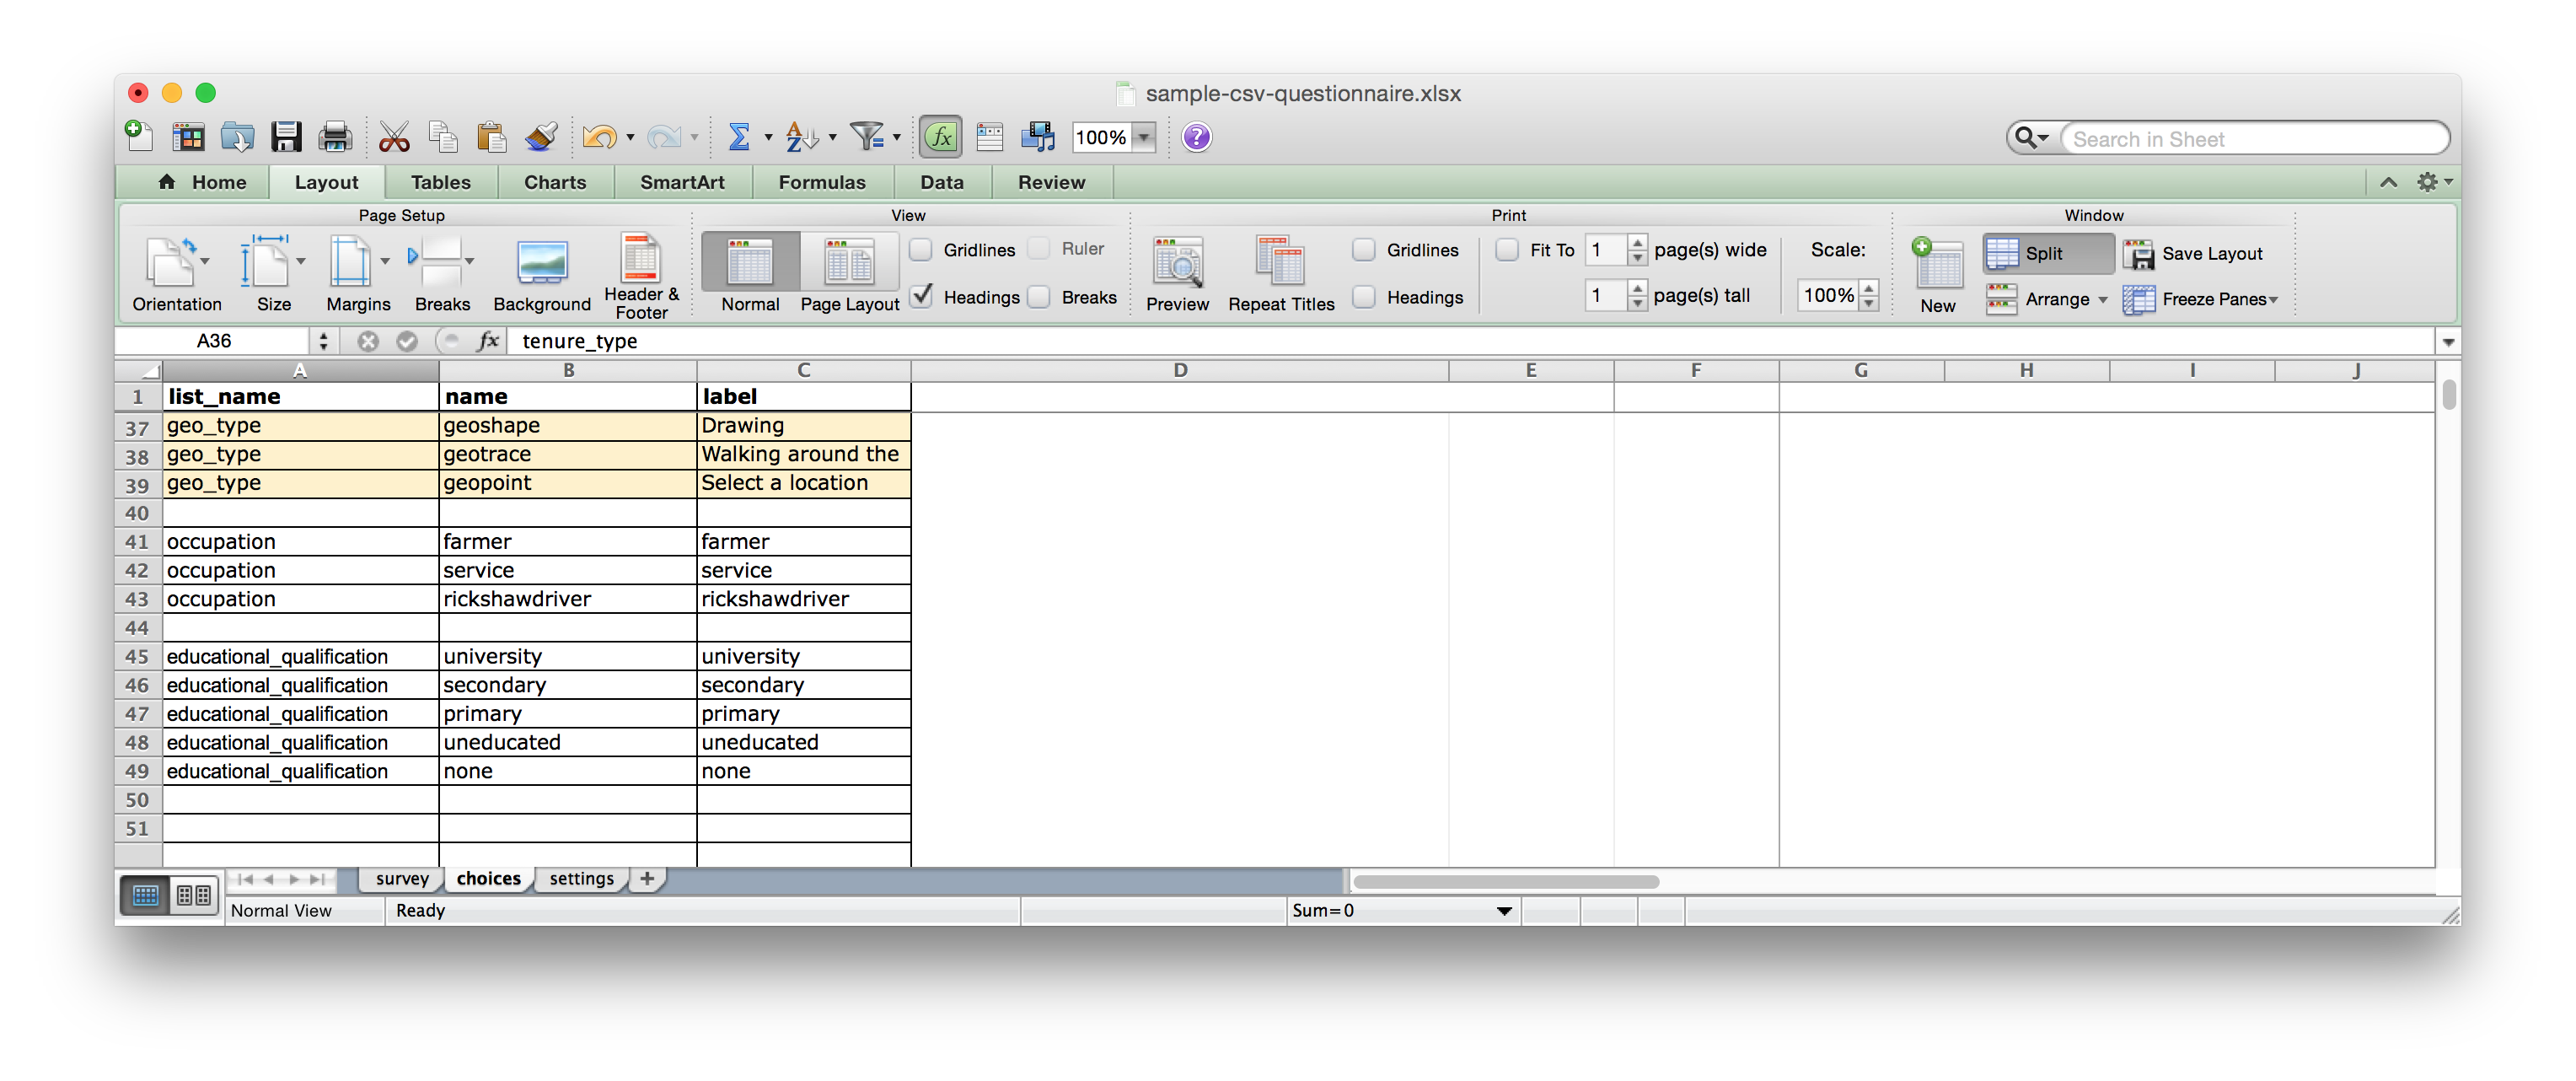 sample-csv-questionnaire.xlsx
100%
Search in Sheet
Home Layout Tables Charts SmartArt Formulas Data Review
Page Setup View Print Window
Orientation Size Margins Breaks Background Header & Footer
Normal Page Layout
Gridlines Ruler
Headings Breaks
Preview Repeat Titles
Gridlines
Headings
Fit To 1 page(s) wide
1 page(s) tall
Scale:
100%
New
Split Save Layout
Arrange Freeze Panes
A36 fx tenure_type
A B C D E F G H I J
1 list_name name label
37 geo_type geoshape Drawing
38 geo_type geotrace Walking around the
39 geo_type geopoint Select a location
40
41 occupation farmer farmer
42 occupation service service
43 occupation rickshawdriver rickshawdriver
44
45 educational_qualification university university
46 educational_qualification secondary secondary
47 educational_qualification primary primary
48 educational_qualification uneducated uneducated
49 educational_qualification none none
50
51
survey choices settings +
Normal View Ready Sum=0